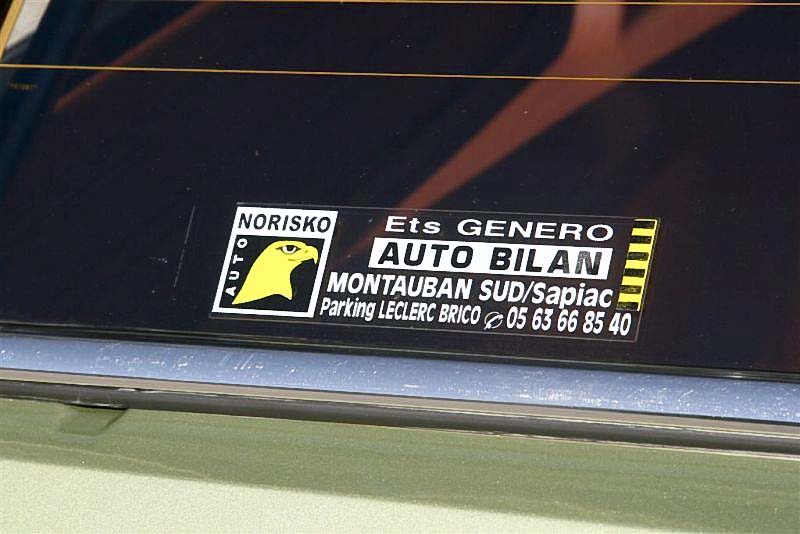 NORISKO
AUTO
Ets GENERO
AUTO BILAN
MONTAUBAN SUD/Sapiac
Parking LECLERC BRICO ✆ 05 63 66 85 40